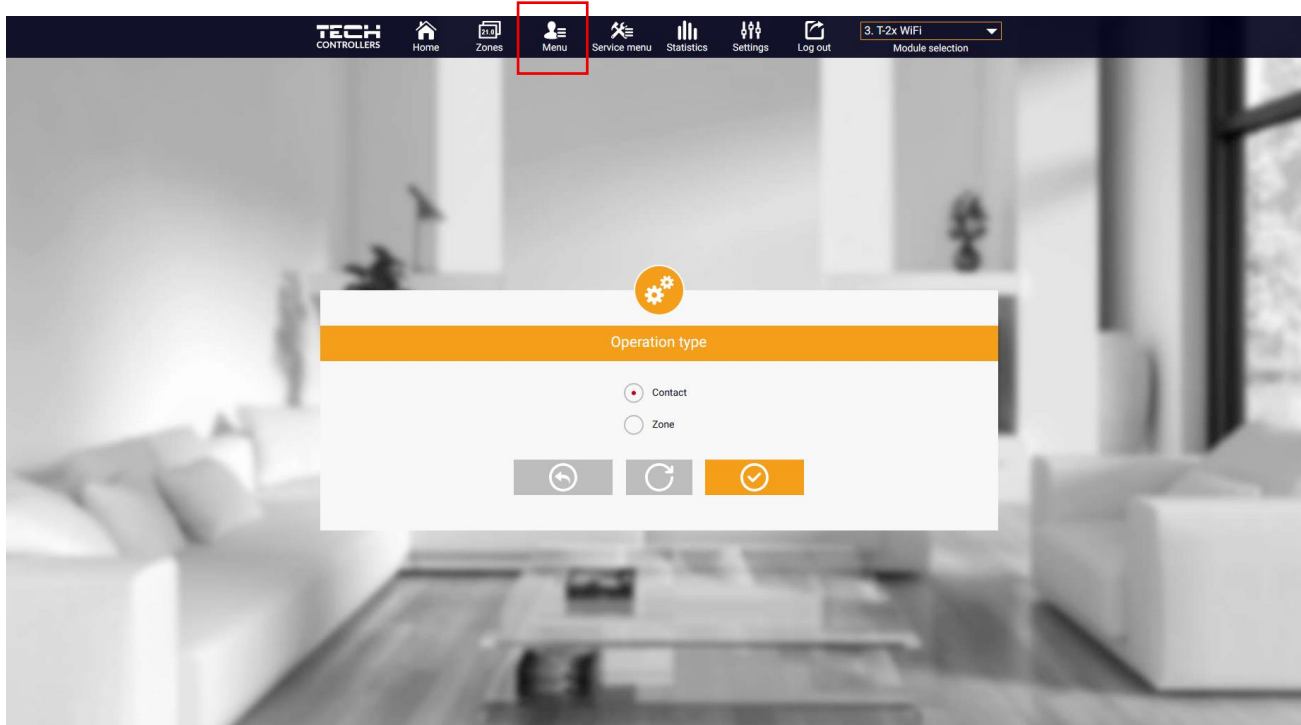 TECH
CONTROLLERS
Home
21.0
Zones
Menu
Service menu
Statistics
Settings
Log out
3. T-2x WiFi
Module selection
Operation type
Contact
Zone